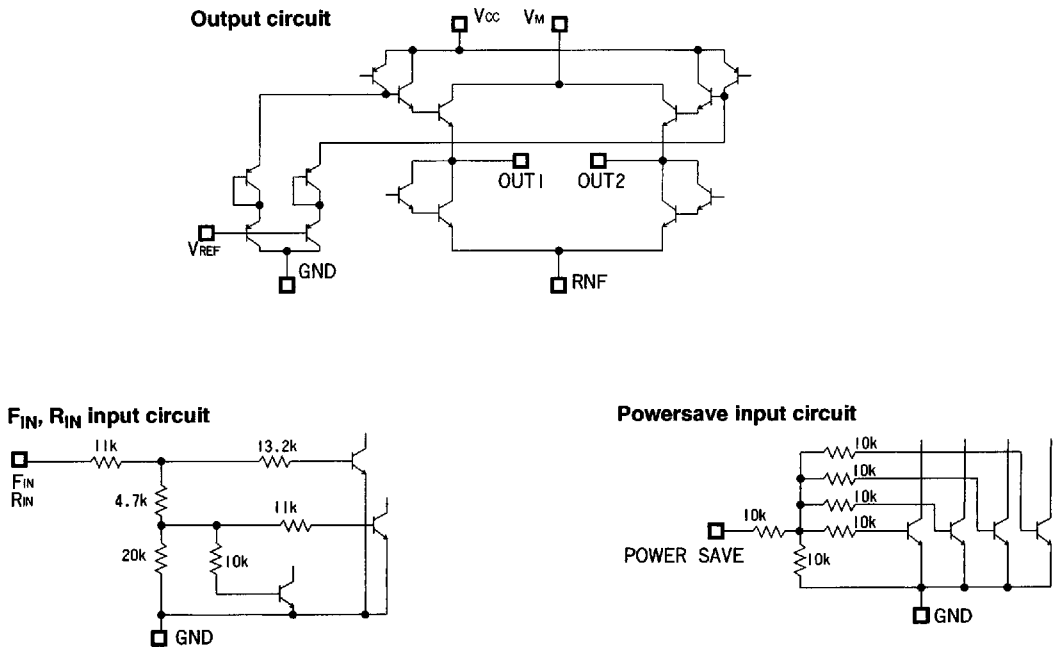 Output circuit
VCC
VM
OUT1
OUT2
VREF
GND
RNF
FIN, RIN input circuit
11k
13.2k
FIN
RIN
4.7k
11k
20k
10k
GND
Powersave input circuit
10k
10k
10k
10k
10k
POWER SAVE
10k
GND